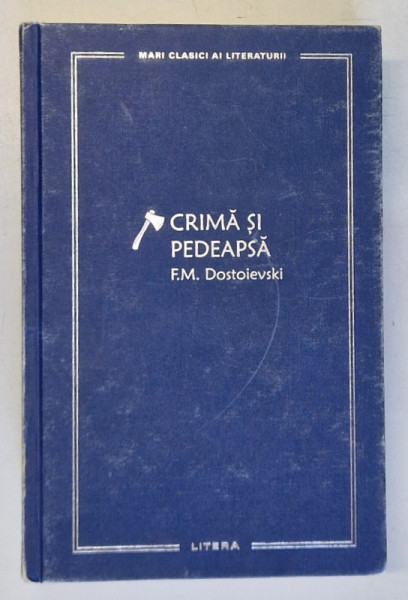 MARI CLASICI AI LITERATURII
CRIMĂ ȘI
PEDEAPSĂ
F.M. Dostoievski
LITERA